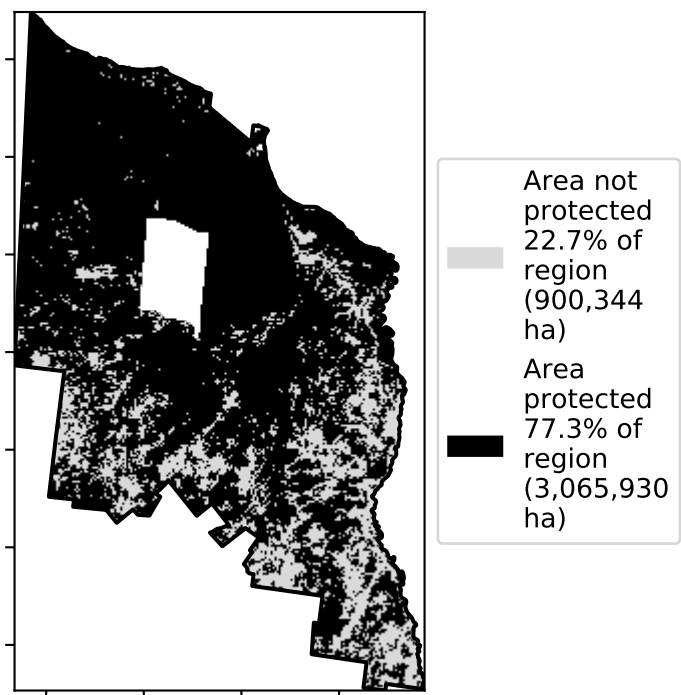 Area not
protected
22.7% of
region
(900,344
ha)
Area
protected
77.3% of
region
(3,065,930
ha)